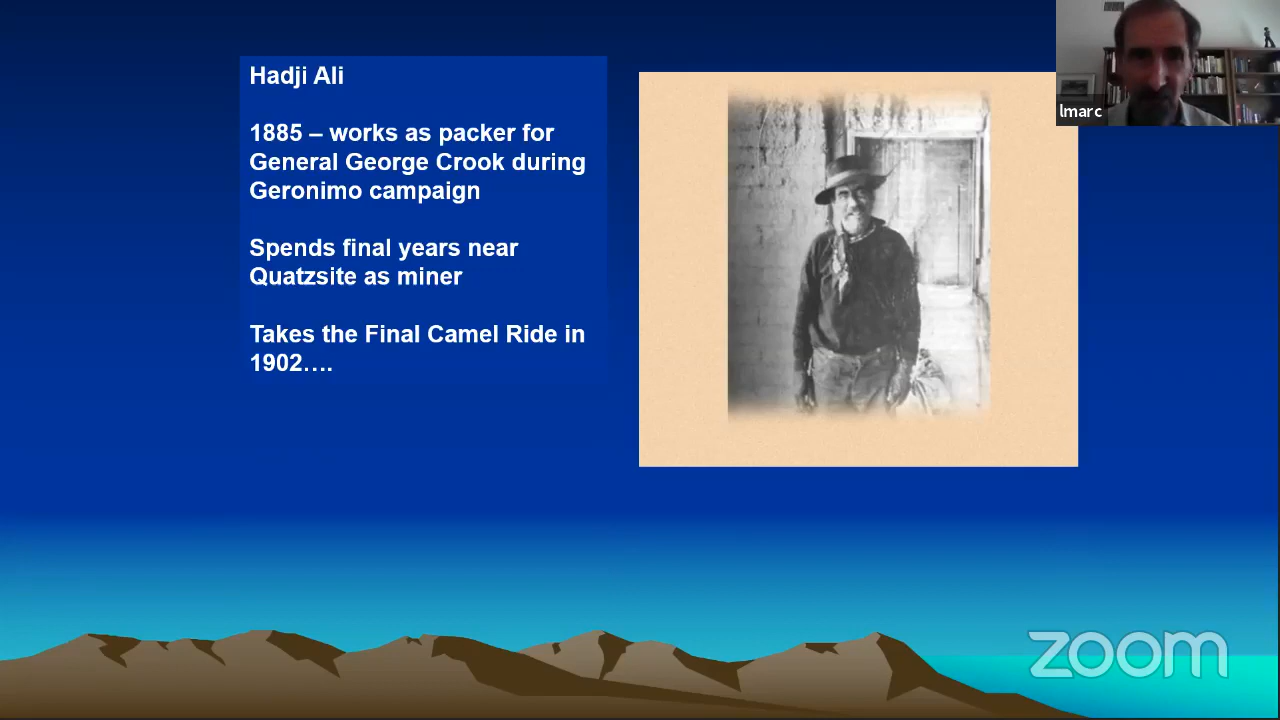 Hadji Ali
1885 – works as packer for
General George Crook during
Geronimo campaign
Spends final years near
Quatzsite as miner
Takes the Final Camel Ride in
1902….
lmarc
zoom